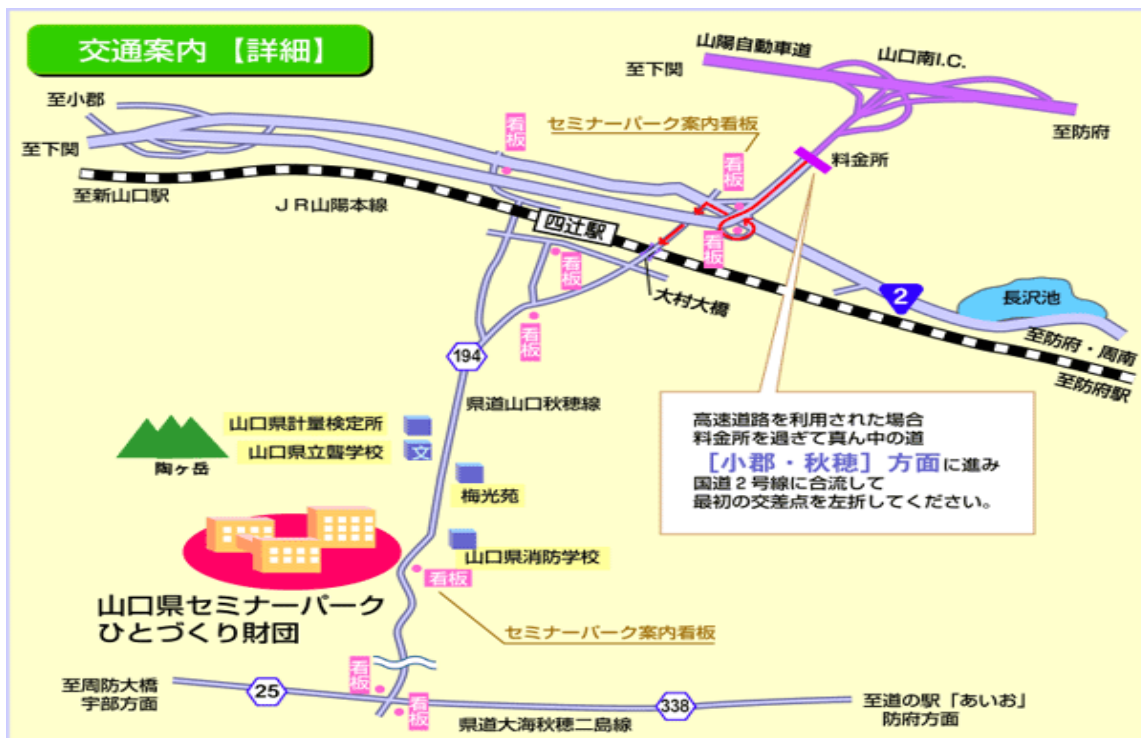 交通案内 【詳細】
山陽自動車道
山口南I.C.
至下関
至防府
至小郡
至下関
至新山口駅
JR山陽本線
看板
セミナーパーク案内看板
看板
料金所
四辻駅
看板
看板
大村大橋
2
長沢池
至防府・周南
至防府駅
看板
194
県道山口秋穂線
高速道路を利用された場合
料金所を過ぎて真ん中の道
［小郡・秋穂］方面に進み
国道2号線に合流して
最初の交差点を左折してください。
山口県計量検定所
山口県立聾学校
文
陶ヶ岳
梅光苑
山口県消防学校
看板
山口県セミナーパーク
ひとづくり財団
セミナーパーク案内看板
看板
至周防大橋
宇部方面
25
看板
県道大海秋穂二島線
338
至道の駅「あいお」
防府方面